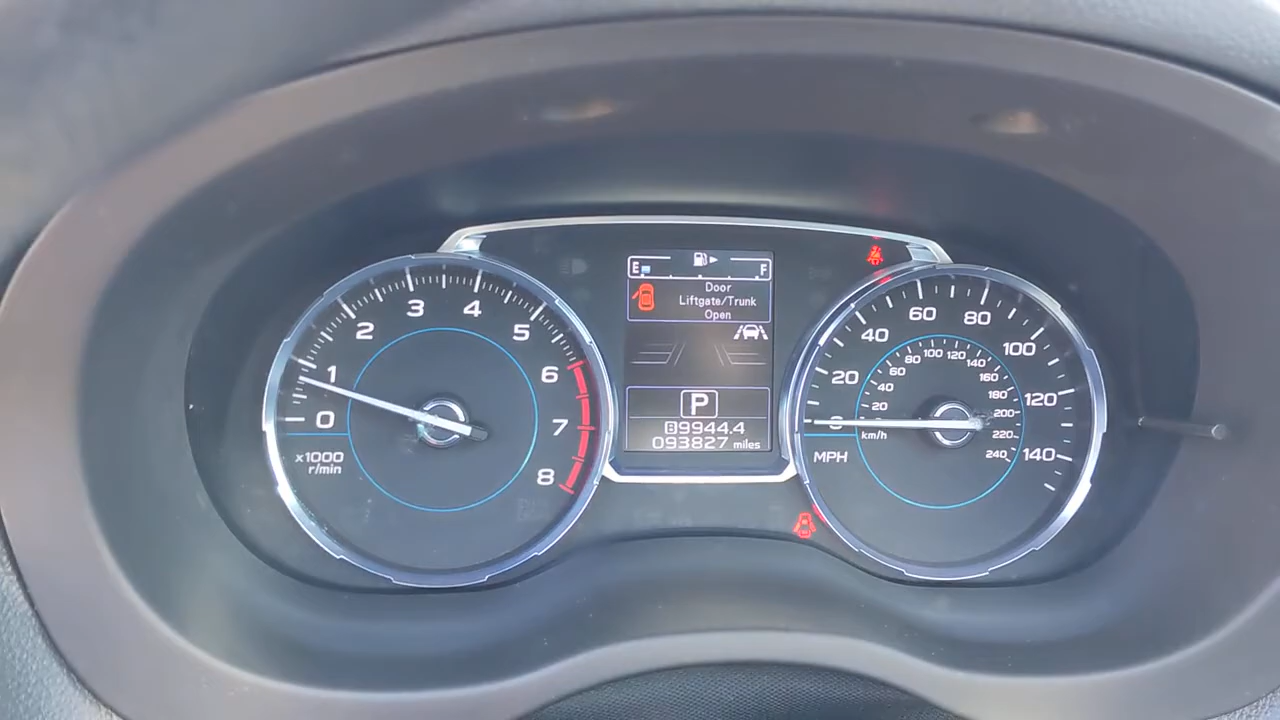 E F
Door
Liftgate/Trunk
Open
P
B9944.4
093827 miles
0 1 2 3 4 5 6 7 8
x1000
r/min
20 40 60 80 100 120 140
20 60 80 100 120 140 160 180 200 220 240
km/h
MPH